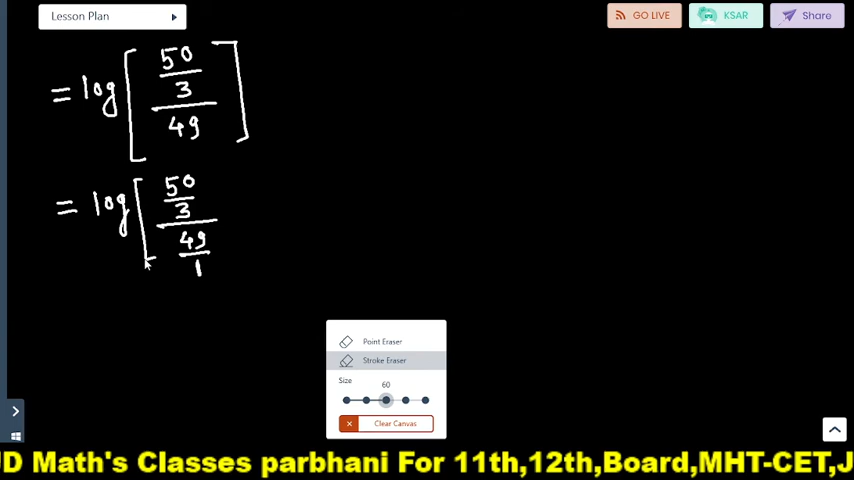 Lesson Plan
GO LIVE
KSAR
Share
= log [ 50/3 / 49 ]
= log [ 50/3 / 49/1
Point Eraser
Stroke Eraser
Size
60
Clear Canvas
JD Math's Classes parbhani For 11th,12th,Board,MHT-CET,J